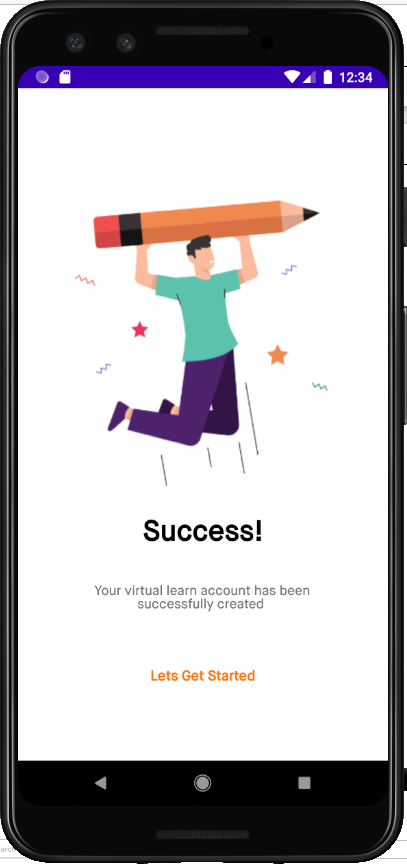 12:34
Success!
Your virtual learn account has been
successfully created
Lets Get Started